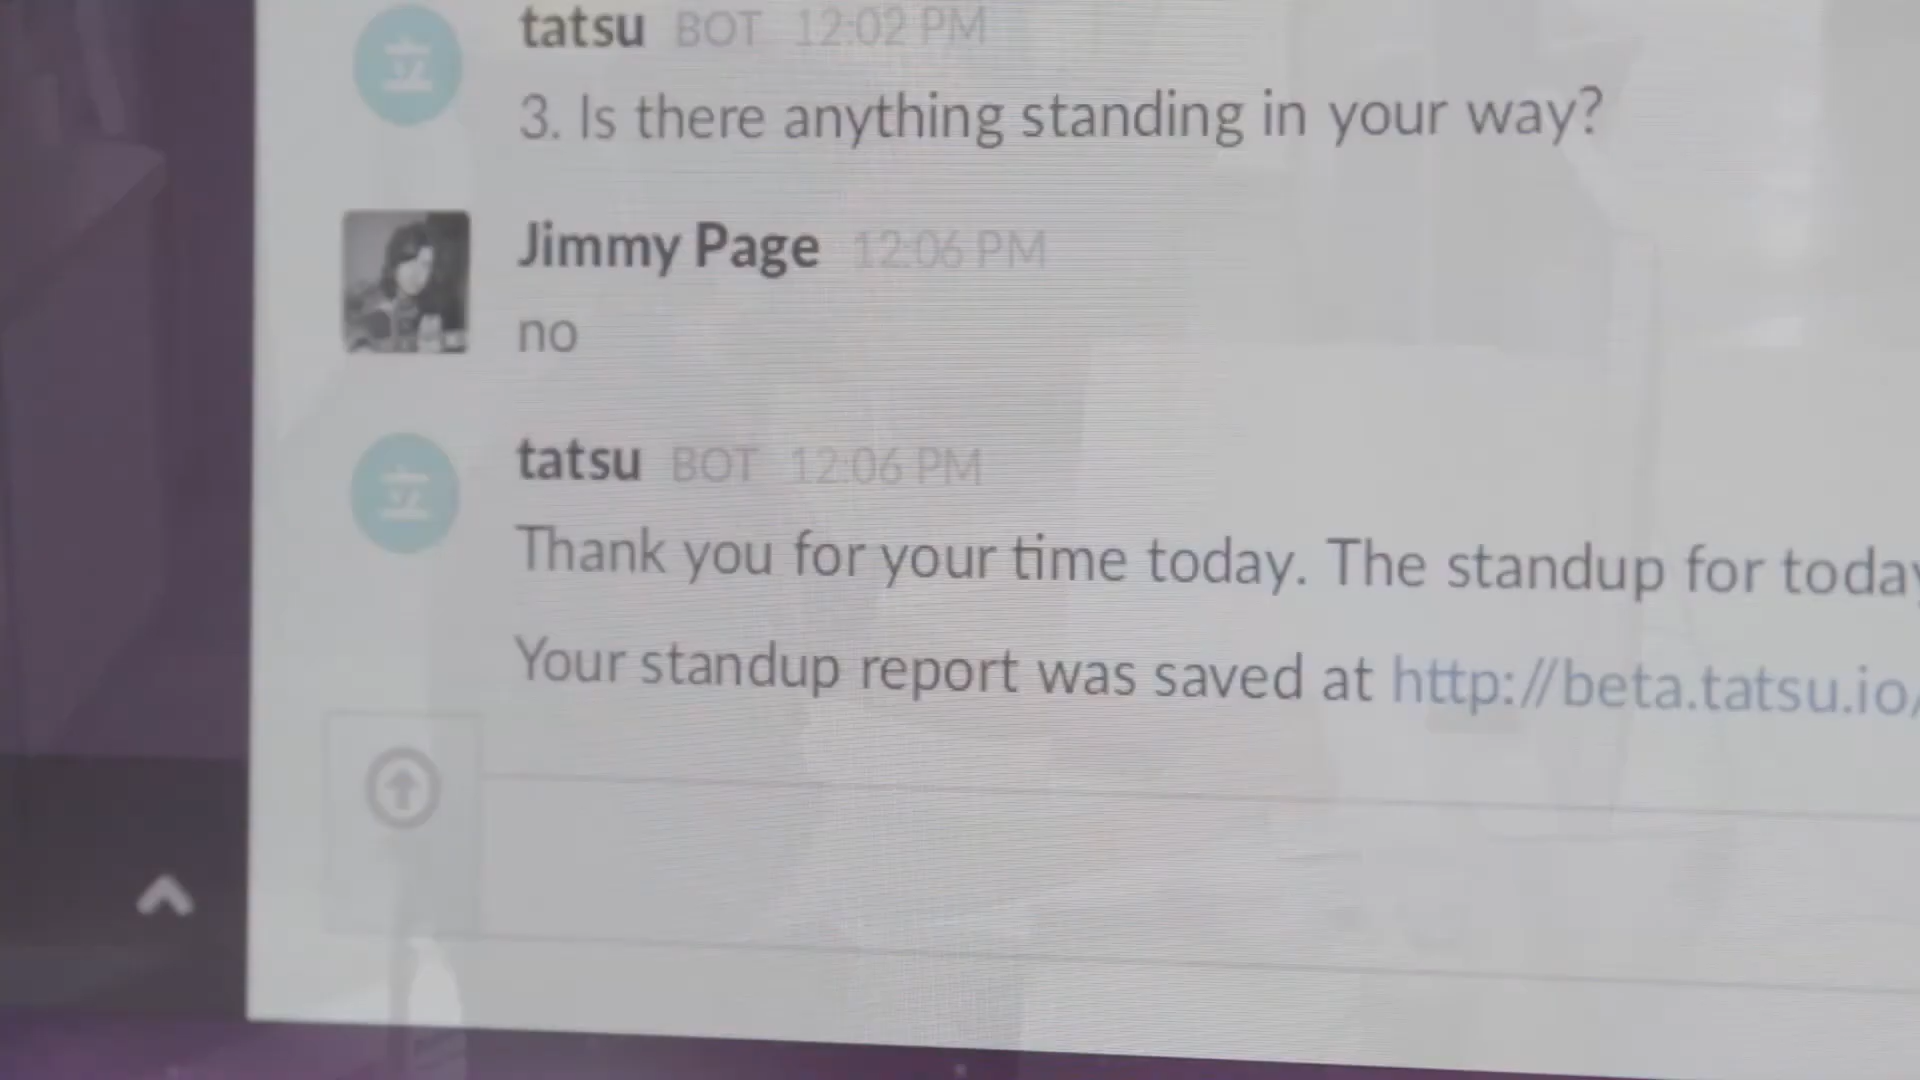 tatsu BOT 12:02 PM
3. Is there anything standing in your way?
Jimmy Page 12:06 PM
no
立
tatsu BOT 12:06 PM
Thank you for your time today. The standup for today
Your standup report was saved at http://beta.tatsu.io/